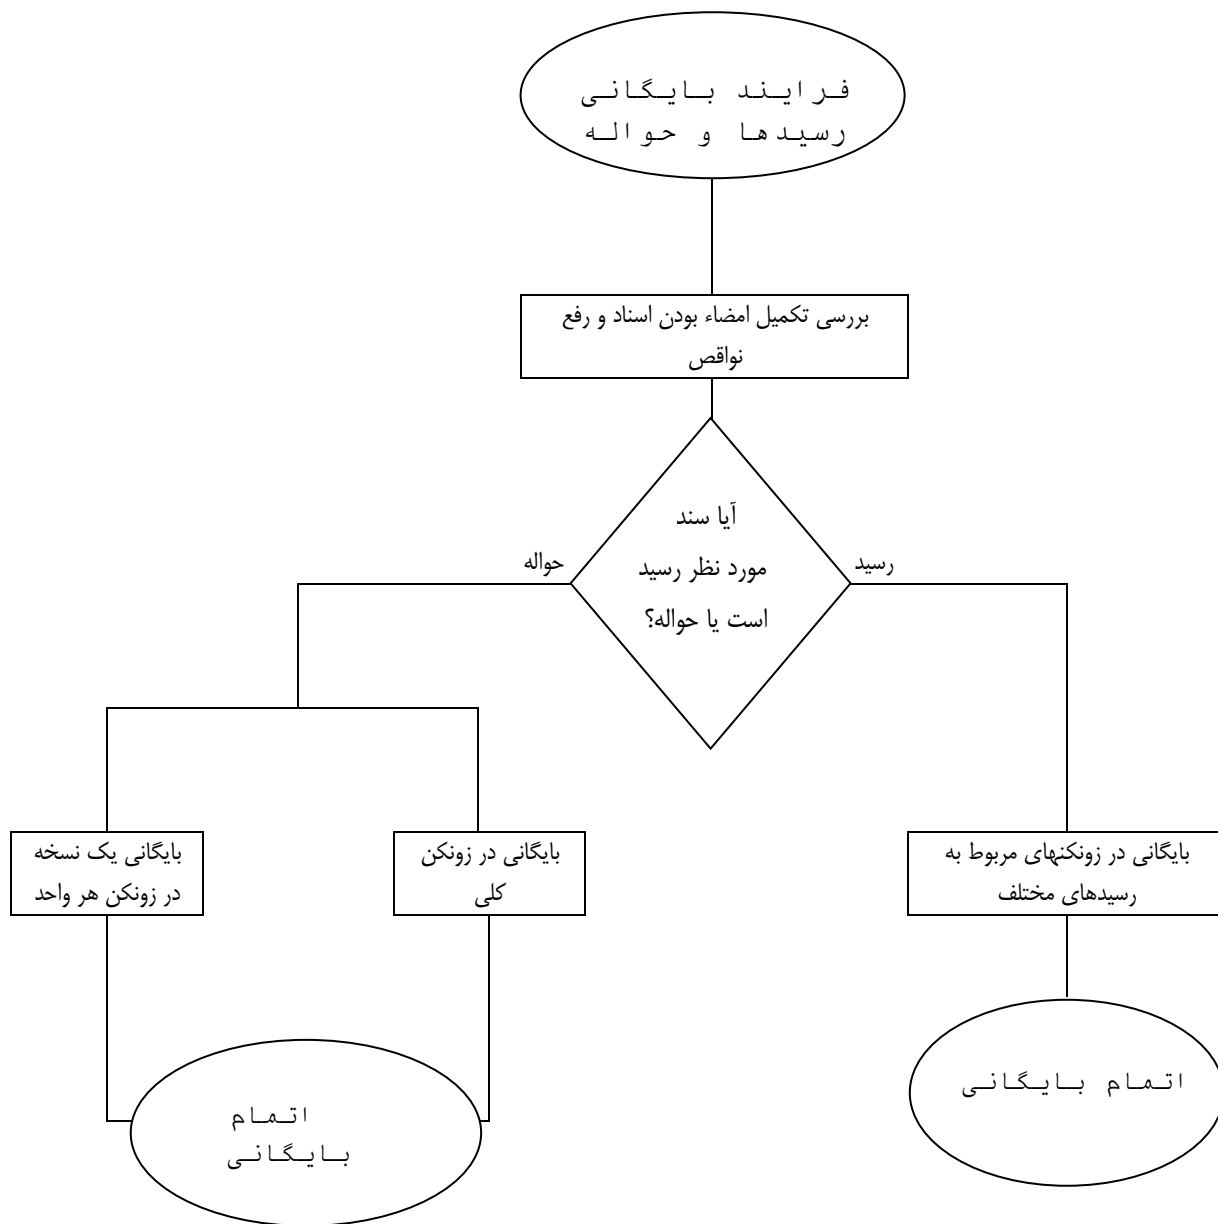 فرایند بایگانی
رسیدها و حواله
بررسی تکمیل امضاء بودن اسناد و رفع
نواقص
آیا سند
مورد نظر رسید
است یا حواله؟
رسید
حواله
بایگانی در زونکنهای مربوط به
رسیدهای مختلف
بایگانی در زونکن
کلی
بایگانی یک نسخه
در زونکن هر واحد
اتمام بایگانی
اتمام
بایگانی